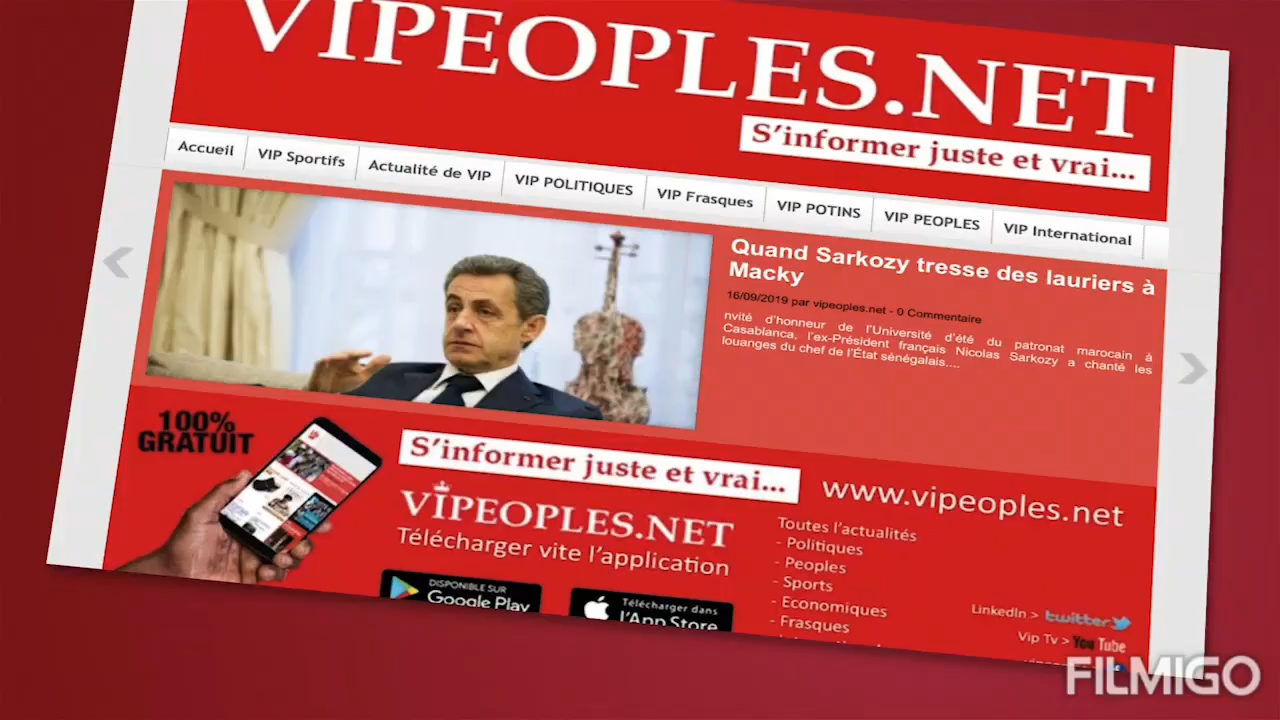 VIPEOPLES.NET
S'informer juste et vrai...
Accueil
VIP Sportifs
Actualité de VIP
VIP POLITIQUES
VIP Frasques
VIP POTINS
VIP PEOPLES
VIP International
Quand Sarkozy tresse des lauriers à
Macky
16/09/2019 par vipeoples.net - 0 Commentaire
nvité d'honneur de l'Université d'été du patronat marocain à
Casablanca, l'ex-Président français Nicolas Sarkozy a chanté les
louanges du chef de l'État sénégalais....
100%
GRATUIT
S'informer juste et vrai...
VIPEOPLES.NET
Télécharger vite l'application
DISPONIBLE SUR
Google Play
Télécharger dans
l'App Store
www.vipeoples.net
Toutes l'actualités
- Politiques
- Peoples
- Sports
- Economiques
- Frasques
LinkedIn > twitter
Vip Tv > You Tube
FILMIGO